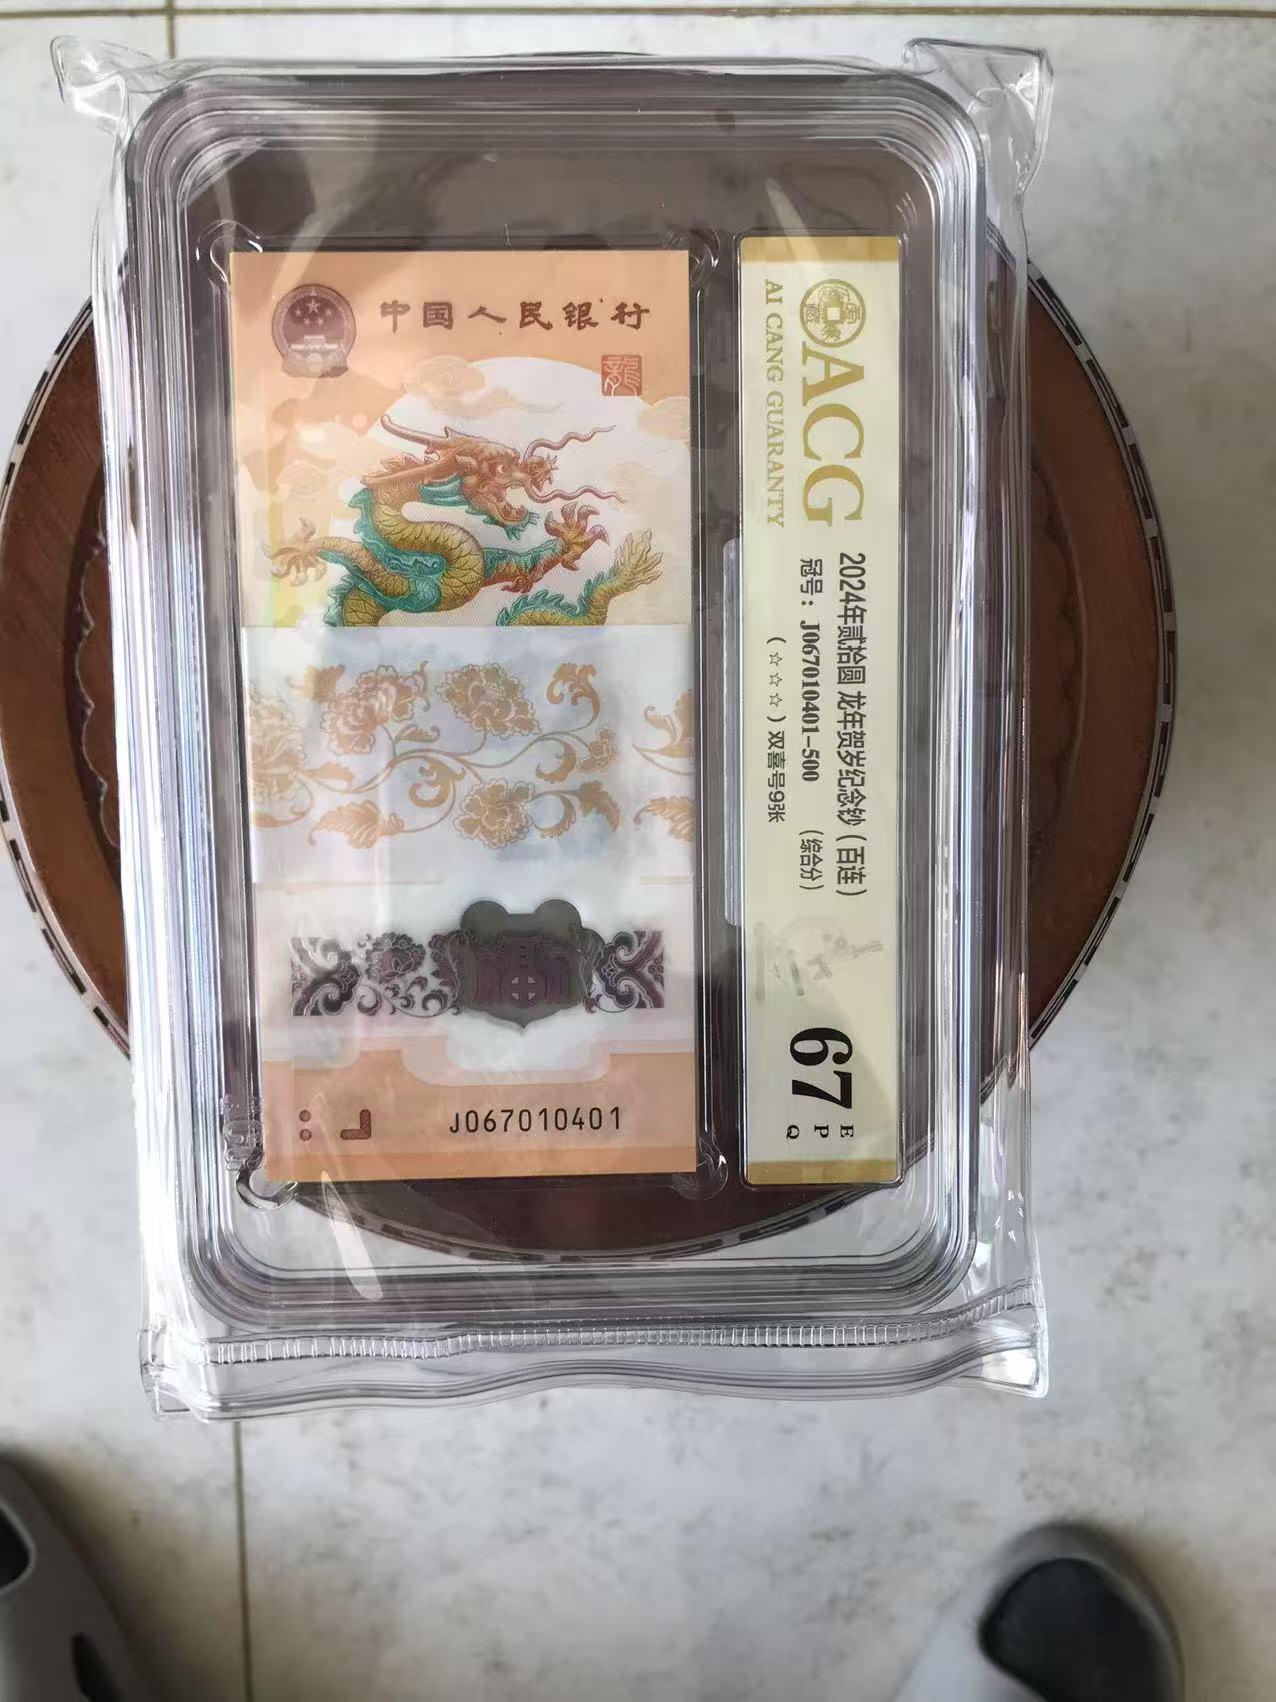 中国人民银行
龍
福
J067010401
ACG
AI CANG GUARANTY
2024年贰拾圆 龙年贺岁纪念钞（百连）
冠号：J067010401-500 （综合分）
（☆☆☆）双喜号9张
67
E
P
Q